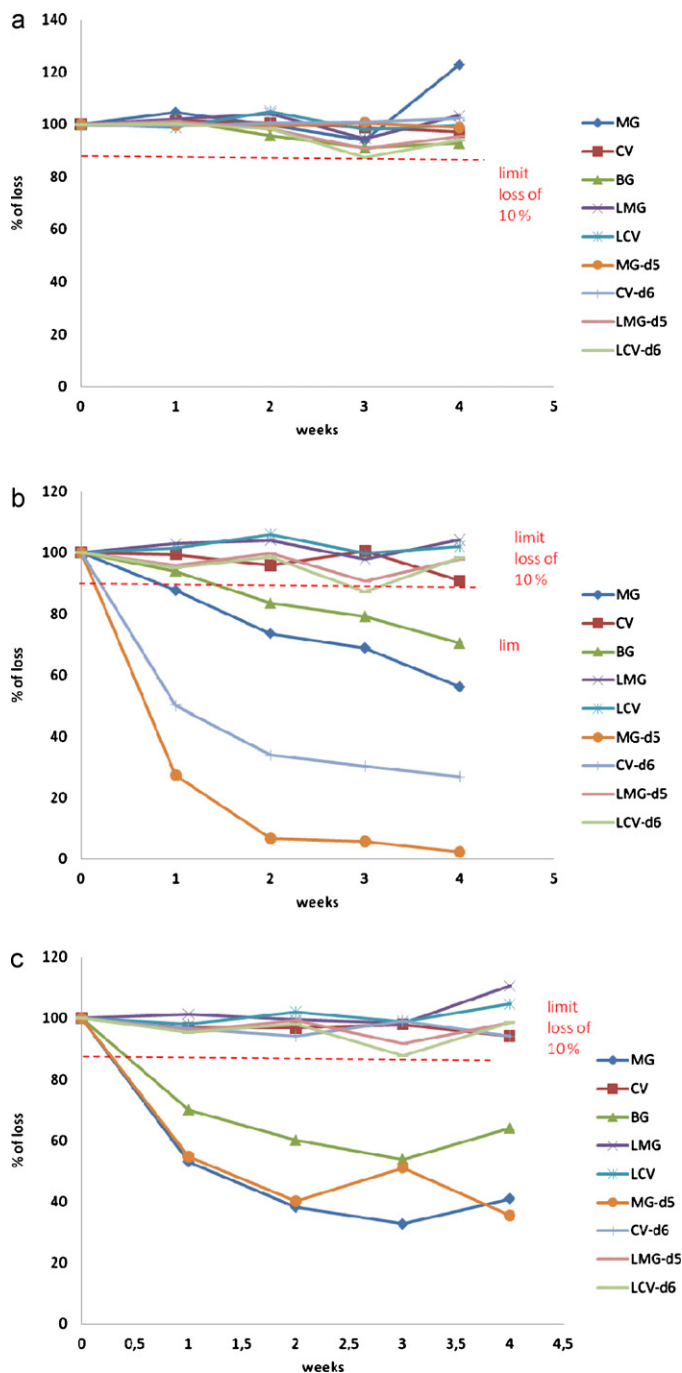 a
140
120
100
80
60
40
20
0
% of loss
0 1 2 3 4 5
weeks
limit
loss of
10 %
MG
CV
BG
LMG
LCV
MG-d5
CV-d6
LMG-d5
LCV-d6
b
120
100
80
60
40
20
0
% of loss
0 1 2 3 4 5
weeks
limit
loss of
10 %
lim
MG
CV
BG
LMG
LCV
MG-d5
CV-d6
LMG-d5
LCV-d6
c
120
100
80
60
40
20
0
% of loss
0 0,5 1 1,5 2 2,5 3 3,5 4 4,5
weeks
limit
loss of
10 %
MG
CV
BG
LMG
LCV
MG-d5
CV-d6
LMG-d5
LCV-d6